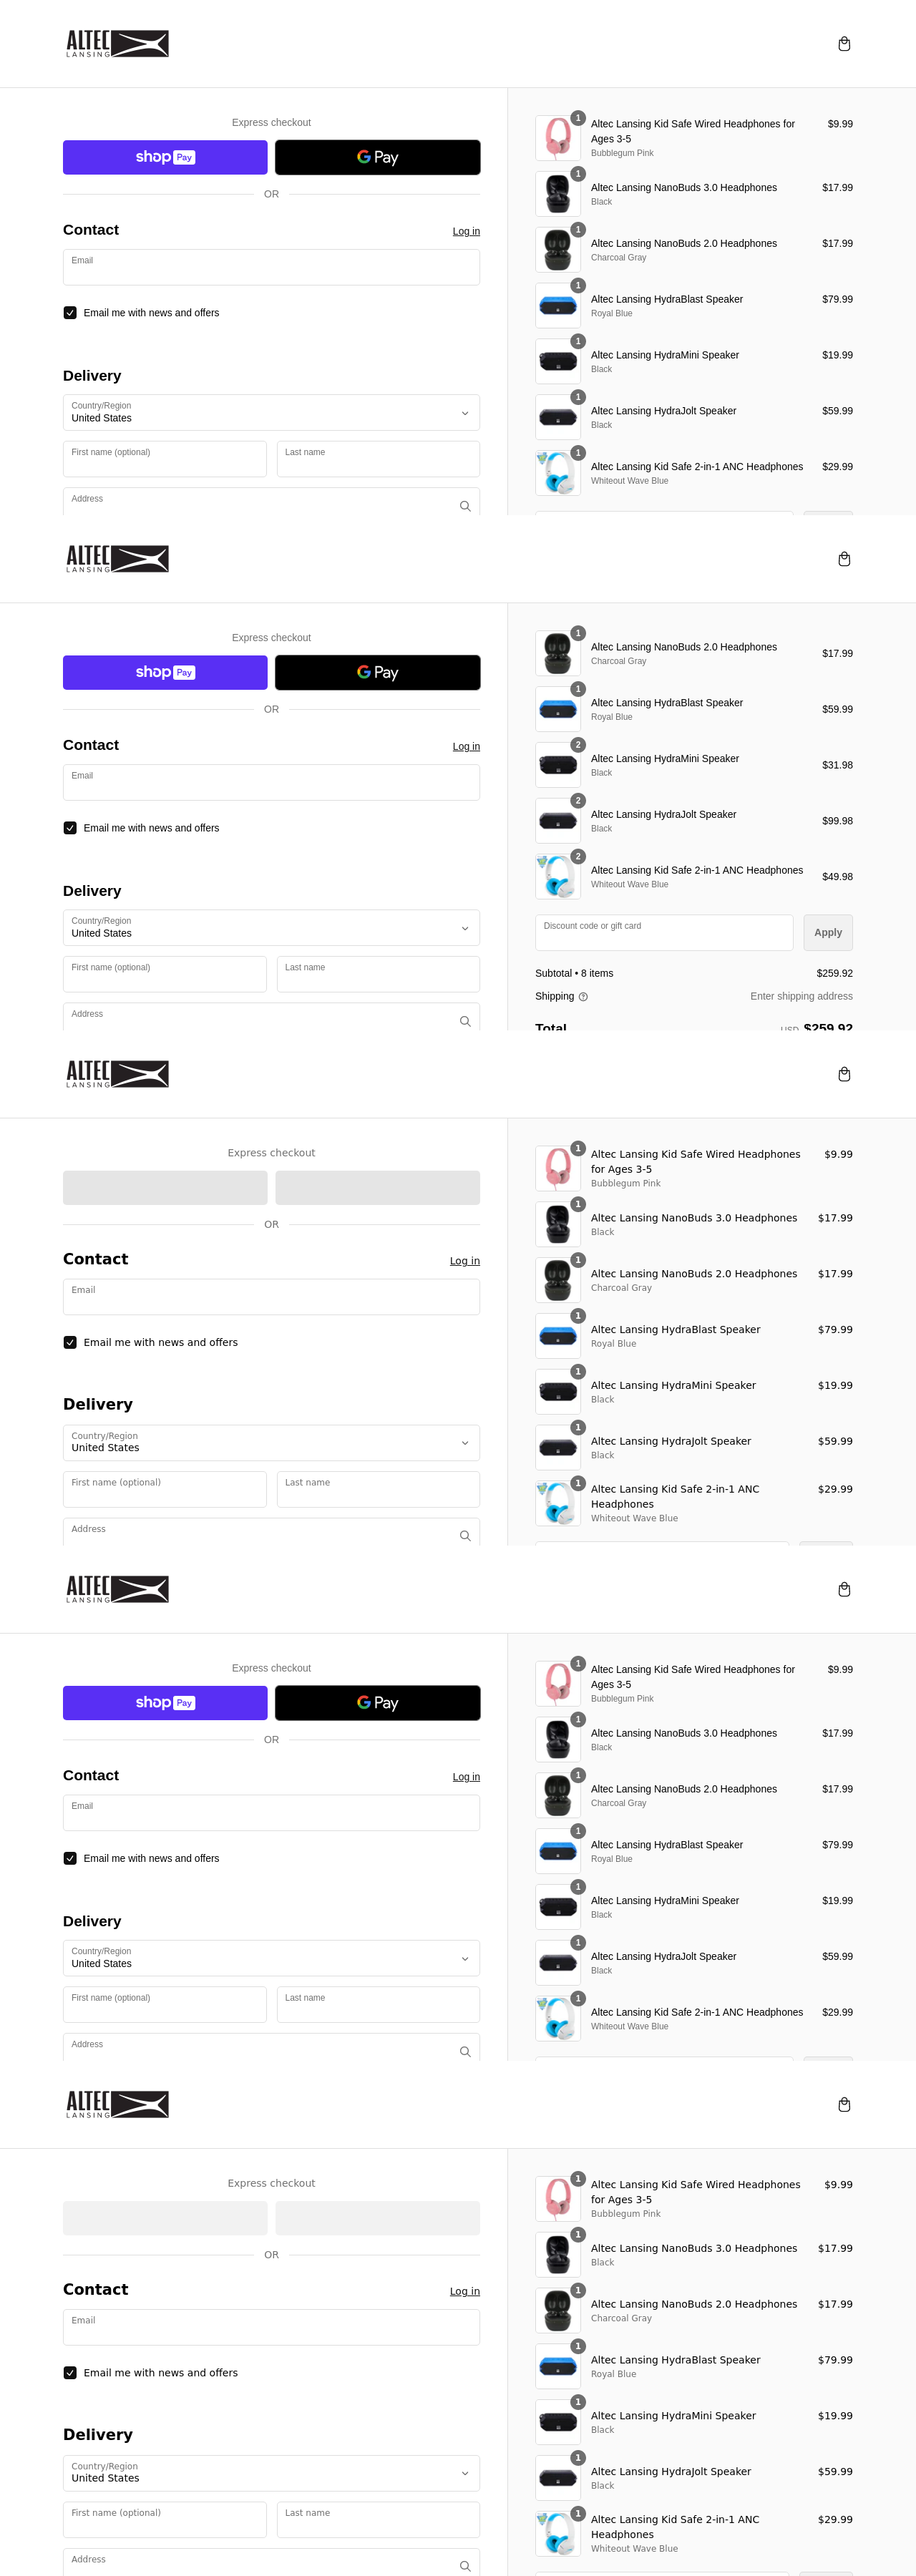 ALTEC
LANSING
Express checkout
shop Pay
G Pay
OR
Contact
Log in
Email
Email me with news and offers
Delivery
Country/Region
United States
First name (optional)
Last name
Address
1
Altec Lansing Kid Safe Wired Headphones for
Ages 3-5
Bubblegum Pink
$9.99
1
Altec Lansing NanoBuds 3.0 Headphones
Black
$17.99
1
Altec Lansing NanoBuds 2.0 Headphones
Charcoal Gray
$17.99
1
Altec Lansing HydraBlast Speaker
Royal Blue
$79.99
1
Altec Lansing HydraMini Speaker
Black
$19.99
1
Altec Lansing HydraJolt Speaker
Black
$59.99
1
Altec Lansing Kid Safe 2-in-1 ANC Headphones
Whiteout Wave Blue
$29.99
ALTEC
LANSING
Express checkout
shop Pay
G Pay
OR
Contact
Log in
Email
Email me with news and offers
Delivery
Country/Region
United States
First name (optional)
Last name
Address
1
Altec Lansing NanoBuds 2.0 Headphones
Charcoal Gray
$17.99
1
Altec Lansing HydraBlast Speaker
Royal Blue
$59.99
2
Altec Lansing HydraMini Speaker
Black
$31.98
2
Altec Lansing HydraJolt Speaker
Black
$99.98
2
Altec Lansing Kid Safe 2-in-1 ANC Headphones
Whiteout Wave Blue
$49.98
Discount code or gift card
Apply
Subtotal • 8 items
$259.92
Shipping
Enter shipping address
Total
USD $259.92
ALTEC
LANSING
Express checkout
OR
Contact
Log in
Email
Email me with news and offers
Delivery
Country/Region
United States
First name (optional)
Last name
Address
1
Altec Lansing Kid Safe Wired Headphones
for Ages 3-5
Bubblegum Pink
$9.99
1
Altec Lansing NanoBuds 3.0 Headphones
Black
$17.99
1
Altec Lansing NanoBuds 2.0 Headphones
Charcoal Gray
$17.99
1
Altec Lansing HydraBlast Speaker
Royal Blue
$79.99
1
Altec Lansing HydraMini Speaker
Black
$19.99
1
Altec Lansing HydraJolt Speaker
Black
$59.99
1
Altec Lansing Kid Safe 2-in-1 ANC
Headphones
Whiteout Wave Blue
$29.99
ALTEC
LANSING
Express checkout
shop Pay
G Pay
OR
Contact
Log in
Email
Email me with news and offers
Delivery
Country/Region
United States
First name (optional)
Last name
Address
1
Altec Lansing Kid Safe Wired Headphones for
Ages 3-5
Bubblegum Pink
$9.99
1
Altec Lansing NanoBuds 3.0 Headphones
Black
$17.99
1
Altec Lansing NanoBuds 2.0 Headphones
Charcoal Gray
$17.99
1
Altec Lansing HydraBlast Speaker
Royal Blue
$79.99
1
Altec Lansing HydraMini Speaker
Black
$19.99
1
Altec Lansing HydraJolt Speaker
Black
$59.99
1
Altec Lansing Kid Safe 2-in-1 ANC Headphones
Whiteout Wave Blue
$29.99
ALTEC
LANSING
Express checkout
OR
Contact
Log in
Email
Email me with news and offers
Delivery
Country/Region
United States
First name (optional)
Last name
Address
1
Altec Lansing Kid Safe Wired Headphones
for Ages 3-5
Bubblegum Pink
$9.99
1
Altec Lansing NanoBuds 3.0 Headphones
Black
$17.99
1
Altec Lansing NanoBuds 2.0 Headphones
Charcoal Gray
$17.99
1
Altec Lansing HydraBlast Speaker
Royal Blue
$79.99
1
Altec Lansing HydraMini Speaker
Black
$19.99
1
Altec Lansing HydraJolt Speaker
Black
$59.99
1
Altec Lansing Kid Safe 2-in-1 ANC
Headphones
Whiteout Wave Blue
$29.99